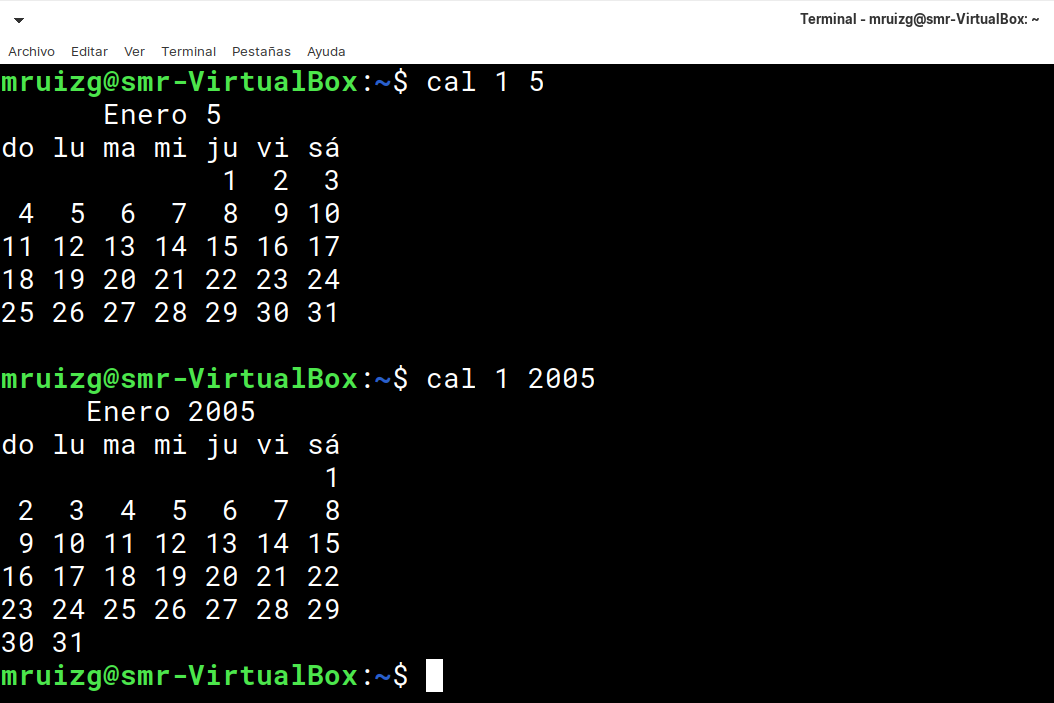 Terminal - mruizg@smr-VirtualBox: ~
Archivo Editar Ver Terminal Pestañas Ayuda
mruizg@smr-VirtualBox:~$ cal 1 5
      Enero 5
do lu ma mi ju vi sá
             1  2  3
 4  5  6  7  8  9 10
11 12 13 14 15 16 17
18 19 20 21 22 23 24
25 26 27 28 29 30 31

mruizg@smr-VirtualBox:~$ cal 1 2005
     Enero 2005
do lu ma mi ju vi sá
                   1
 2  3  4  5  6  7  8
 9 10 11 12 13 14 15
16 17 18 19 20 21 22
23 24 25 26 27 28 29
30 31
mruizg@smr-VirtualBox:~$